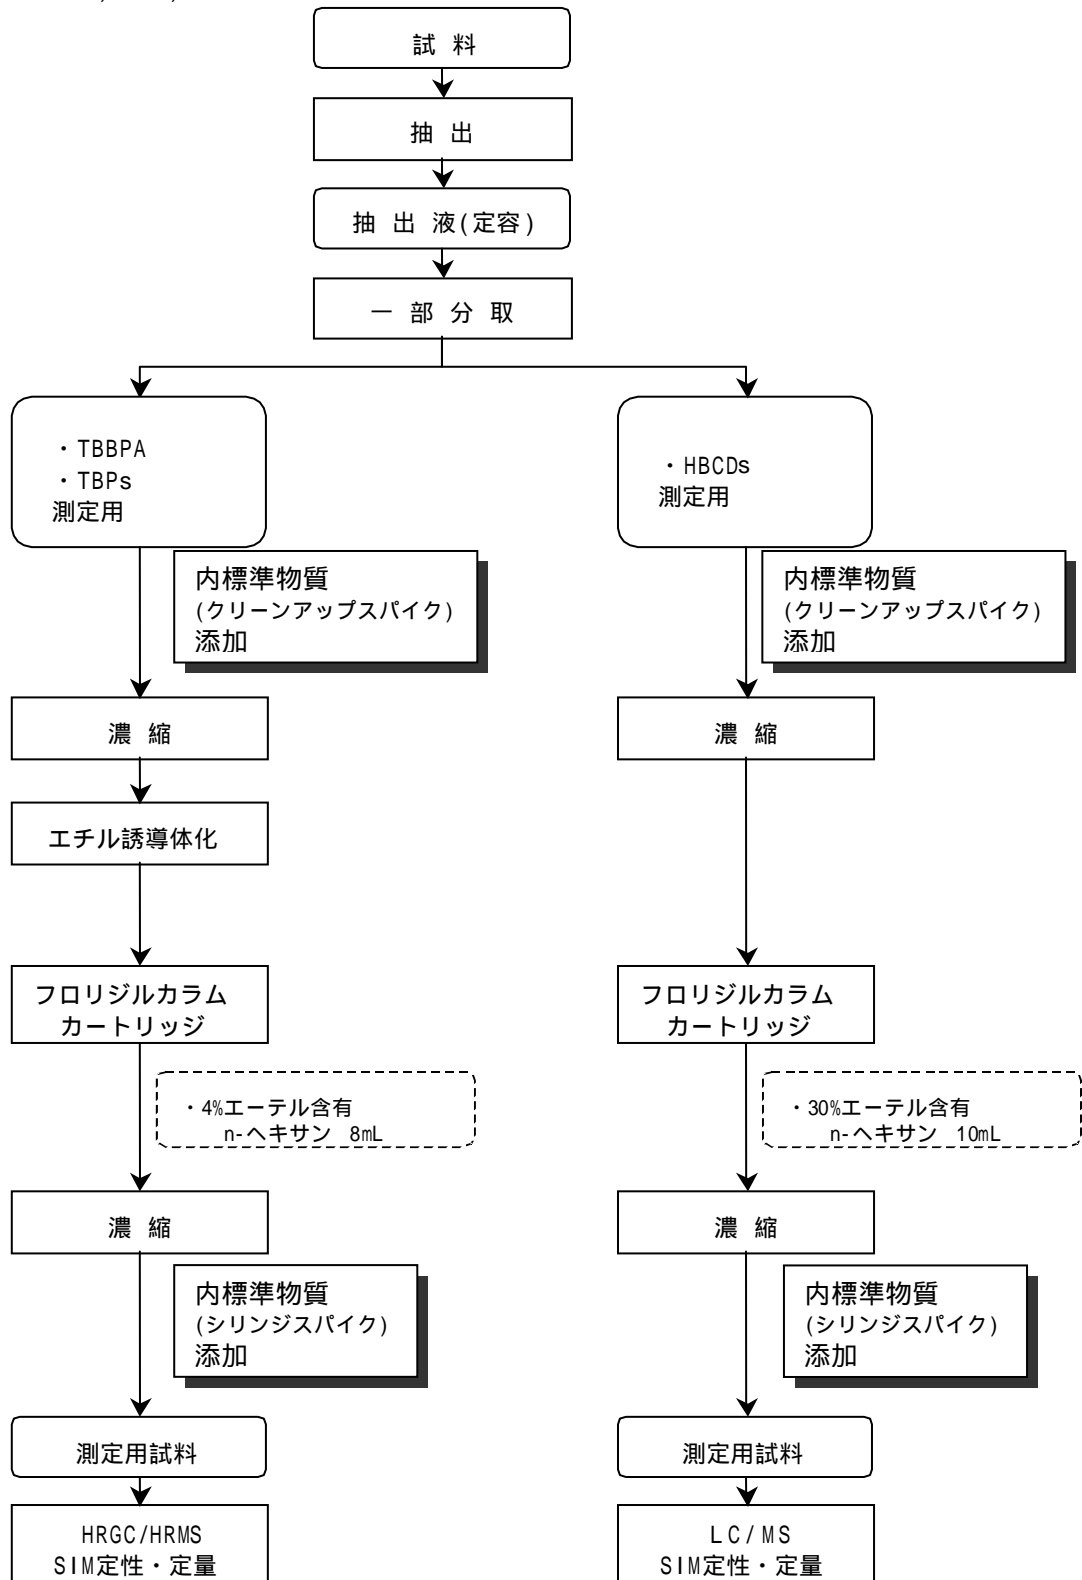 試 料
抽 出
抽 出 液(定容)
一 部 分 取
・TBBPA
・TBPs
測定用
・HBCDs
測定用
内標準物質
(クリーンアップスパイク)
添加
内標準物質
(クリーンアップスパイク)
添加
濃 縮
濃 縮
エチル誘導体化
フロリジルカラム
カートリッジ
フロリジルカラム
カートリッジ
・4%エーテル含有
n-ヘキサン 8mL
・30%エーテル含有
n-ヘキサン 10mL
濃 縮
濃 縮
内標準物質
(シリンジスパイク)
添加
内標準物質
(シリンジスパイク)
添加
測定用試料
測定用試料
HRGC/HRMS
SIM定性・定量
LC/MS
SIM定性・定量